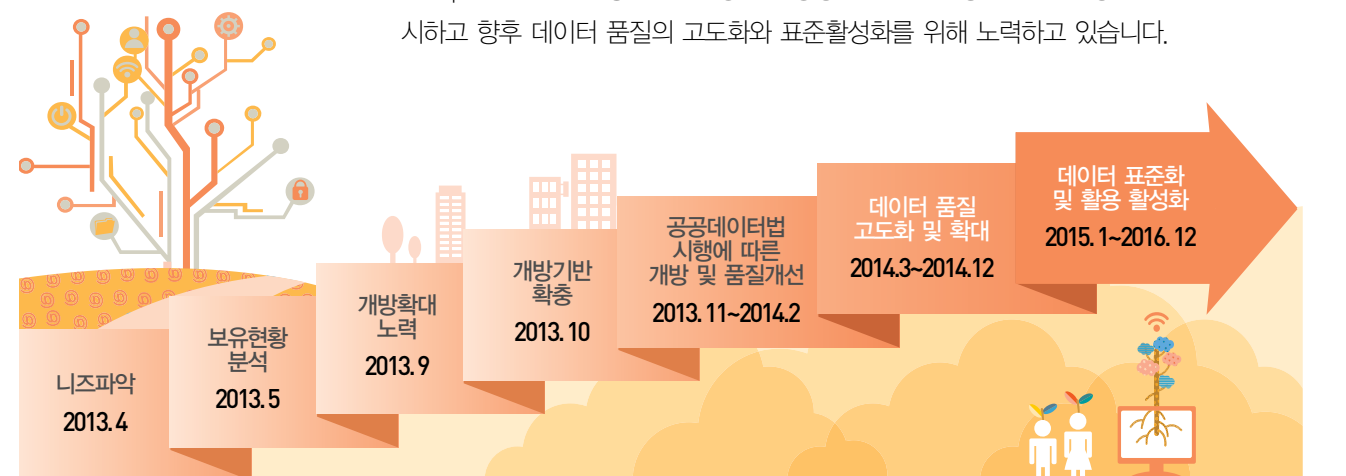 시하고 향후 데이터 품질의 고도화와 표준활성화를 위해 노력하고 있습니다.
니즈파악
2013. 4
보유현황
분석
2013. 5
개방확대
노력
2013. 9
개방기반
확충
2013. 10
공공데이터법
시행에 따른
개방 및 품질개선
2013. 11~2014.2
데이터 품질
고도화 및 확대
2014.3~2014.12
데이터 표준화
및 활용 활성화
2015. 1~2016. 12